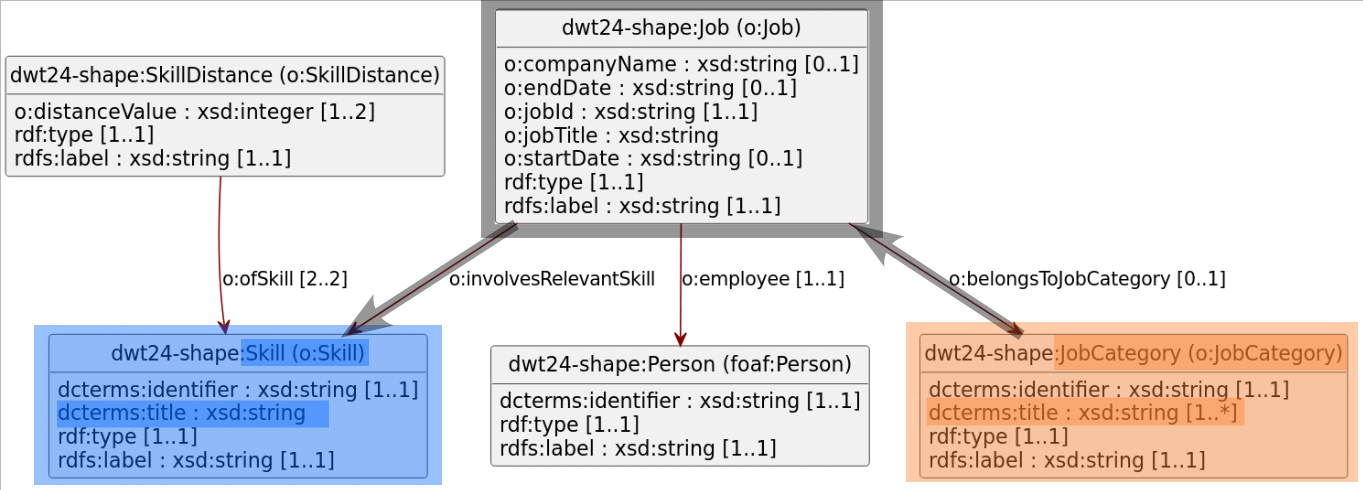 dwt24-shape:Job (o:Job)
o:companyName : xsd:string [0..1]
o:endDate : xsd:string [0..1]
o:jobId : xsd:string [1..1]
o:jobTitle : xsd:string
o:startDate : xsd:string [0..1]
rdf:type [1..1]
rdfs:label : xsd:string [1..1]
dwt24-shape:SkillDistance (o:SkillDistance)
o:distanceValue : xsd:integer [1..2]
rdf:type [1..1]
rdfs:label : xsd:string [1..1]
o:ofSkill [2..2]
o:involvesRelevantSkill
o:employee [1..1]
o:belongsToJobCategory [0..1]
dwt24-shape:Skill (o:Skill)
dcterms:identifier : xsd:string [1..1]
dcterms:title : xsd:string
rdf:type [1..1]
rdfs:label : xsd:string [1..1]
dwt24-shape:Person (foaf:Person)
dcterms:identifier : xsd:string [1..1]
rdf:type [1..1]
rdfs:label : xsd:string [1..1]
dwt24-shape:JobCategory (o:JobCategory)
dcterms:identifier : xsd:string [1..1]
dcterms:title : xsd:string [1..*]
rdf:type [1..1]
rdfs:label : xsd:string [1..1]